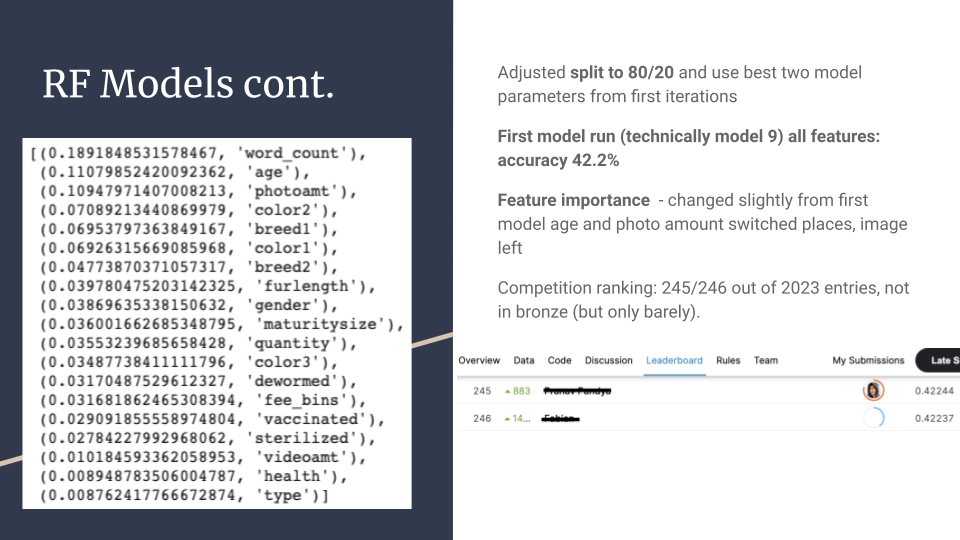 RF Models cont.
[(0.1891848531578467, 'word_count'),
(0.11079852420092362, 'age'),
(0.10947971407008213, 'photoamt'),
(0.07089213440869979, 'color2'),
(0.06953797363849167, 'breed1'),
(0.06926315669085968, 'color1'),
(0.04773870371057317, 'breed2'),
(0.039780475203142325, 'furlength'),
(0.03869635338150632, 'gender'),
(0.036001662685348795, 'maturitysize'),
(0.03553239685658428, 'quantity'),
(0.03487738411111796, 'color3'),
(0.03170487529612327, 'dewormed'),
(0.031681862465308394, 'fee_bins'),
(0.029091855558974804, 'vaccinated'),
(0.02784227992968062, 'sterilized'),
(0.010184593362058953, 'videoamt'),
(0.008948783506004787, 'health'),
(0.008762417766672874, 'type')]
Adjusted split to 80/20 and use best two model
parameters from first iterations
First model run (technically model 9) all features:
accuracy 42.2%
Feature importance - changed slightly from first
model age and photo amount switched places, image
left
Competition ranking: 245/246 out of 2023 entries, not
in bronze (but only barely).
Overview Data Code Discussion Leaderboard Rules Team My Submissions Late S
245 883 0.42244
246 14... 0.42237